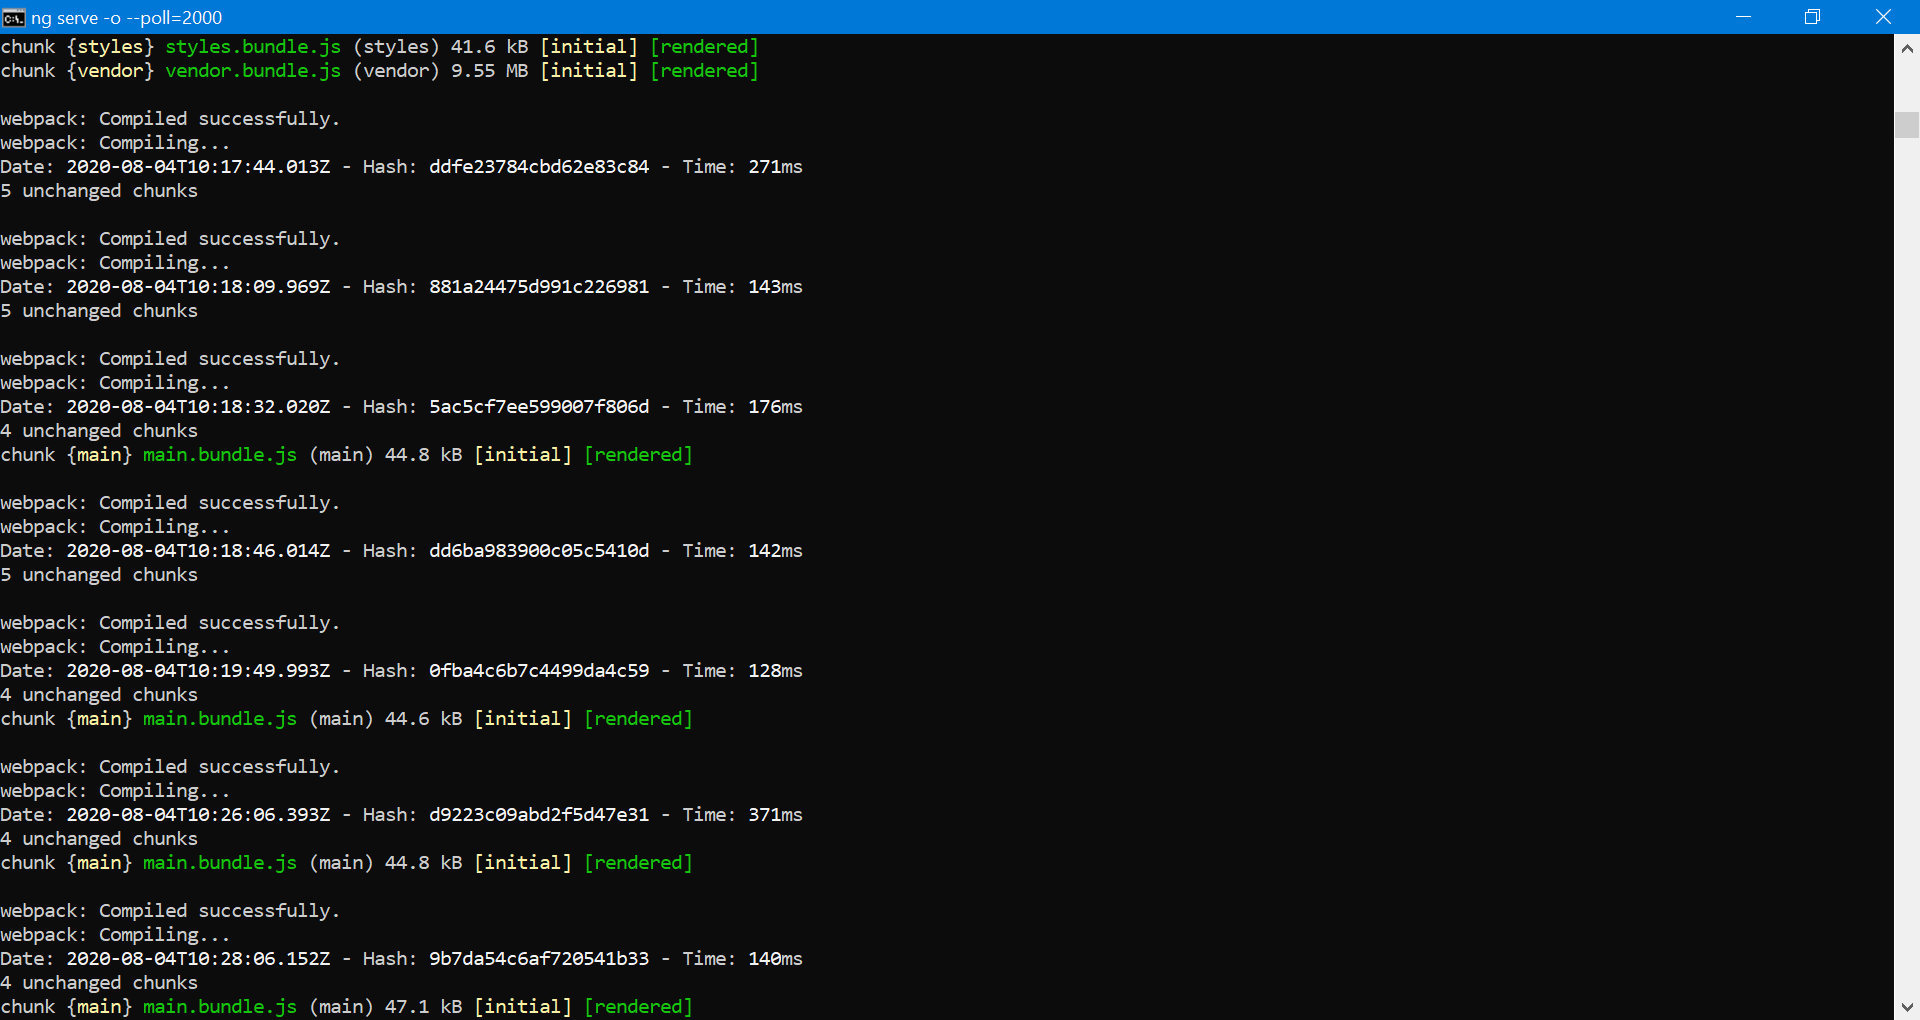 ng serve -o --poll=2000
chunk {styles} styles.bundle.js (styles) 41.6 kB [initial] [rendered]
chunk {vendor} vendor.bundle.js (vendor) 9.55 MB [initial] [rendered]
webpack: Compiled successfully.
webpack: Compiling...
Date: 2020-08-04T10:17:44.013Z - Hash: ddfe23784cbd62e83c84 - Time: 271ms
5 unchanged chunks
webpack: Compiled successfully.
webpack: Compiling...
Date: 2020-08-04T10:18:09.969Z - Hash: 881a24475d991c226981 - Time: 143ms
5 unchanged chunks
webpack: Compiled successfully.
webpack: Compiling...
Date: 2020-08-04T10:18:32.020Z - Hash: 5ac5cf7ee599007f806d - Time: 176ms
4 unchanged chunks
chunk {main} main.bundle.js (main) 44.8 kB [initial] [rendered]
webpack: Compiled successfully.
webpack: Compiling...
Date: 2020-08-04T10:18:46.014Z - Hash: dd6ba983900c05c5410d - Time: 142ms
5 unchanged chunks
webpack: Compiled successfully.
webpack: Compiling...
Date: 2020-08-04T10:19:49.993Z - Hash: 0fba4c6b7c4499da4c59 - Time: 128ms
4 unchanged chunks
chunk {main} main.bundle.js (main) 44.6 kB [initial] [rendered]
webpack: Compiled successfully.
webpack: Compiling...
Date: 2020-08-04T10:26:06.393Z - Hash: d9223c09abd2f5d47e31 - Time: 371ms
4 unchanged chunks
chunk {main} main.bundle.js (main) 44.8 kB [initial] [rendered]
webpack: Compiled successfully.
webpack: Compiling...
Date: 2020-08-04T10:28:06.152Z - Hash: 9b7da54c6af720541b33 - Time: 140ms
4 unchanged chunks
chunk {main} main.bundle.js (main) 47.1 kB [initial] [rendered]